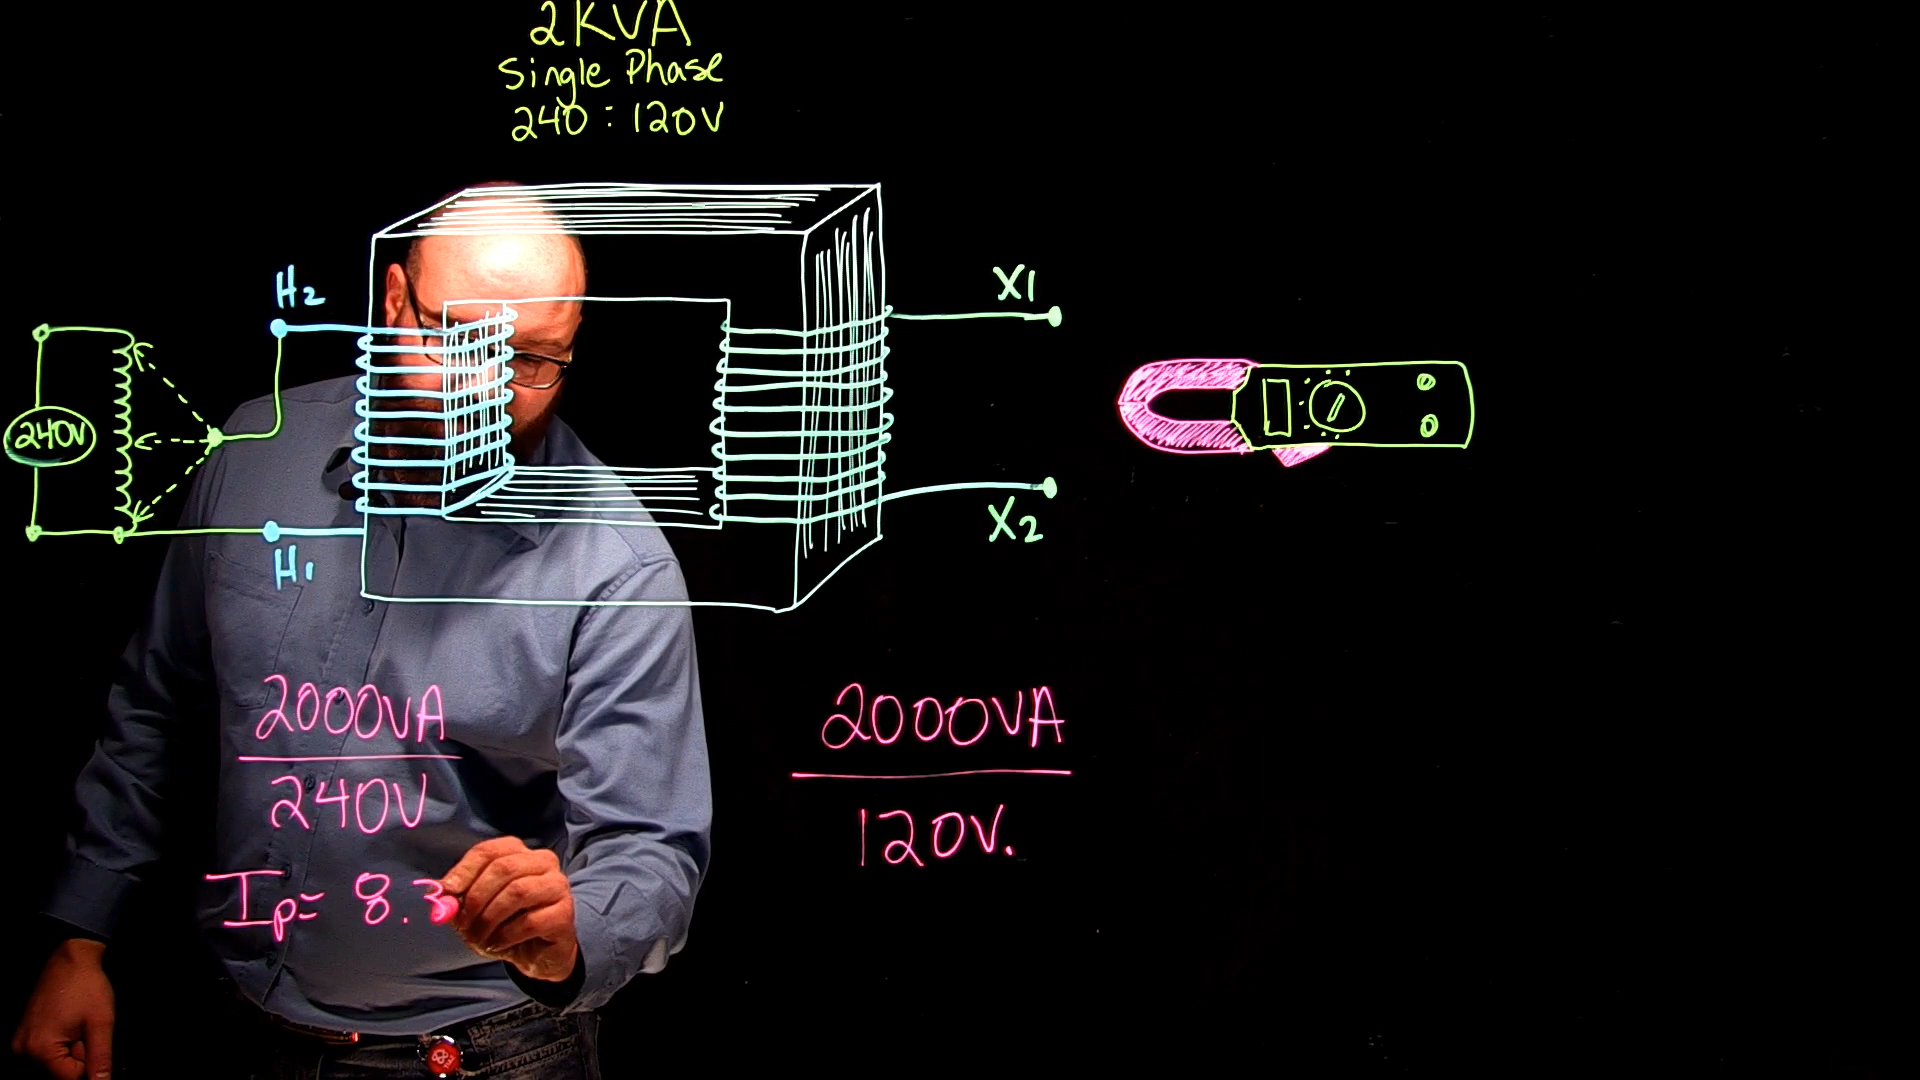 2KVA
Single Phase
240 : 120V
H2
X1
240V
X2
H1
2000VA
240V
2000VA
120V.
Ip= 8.3